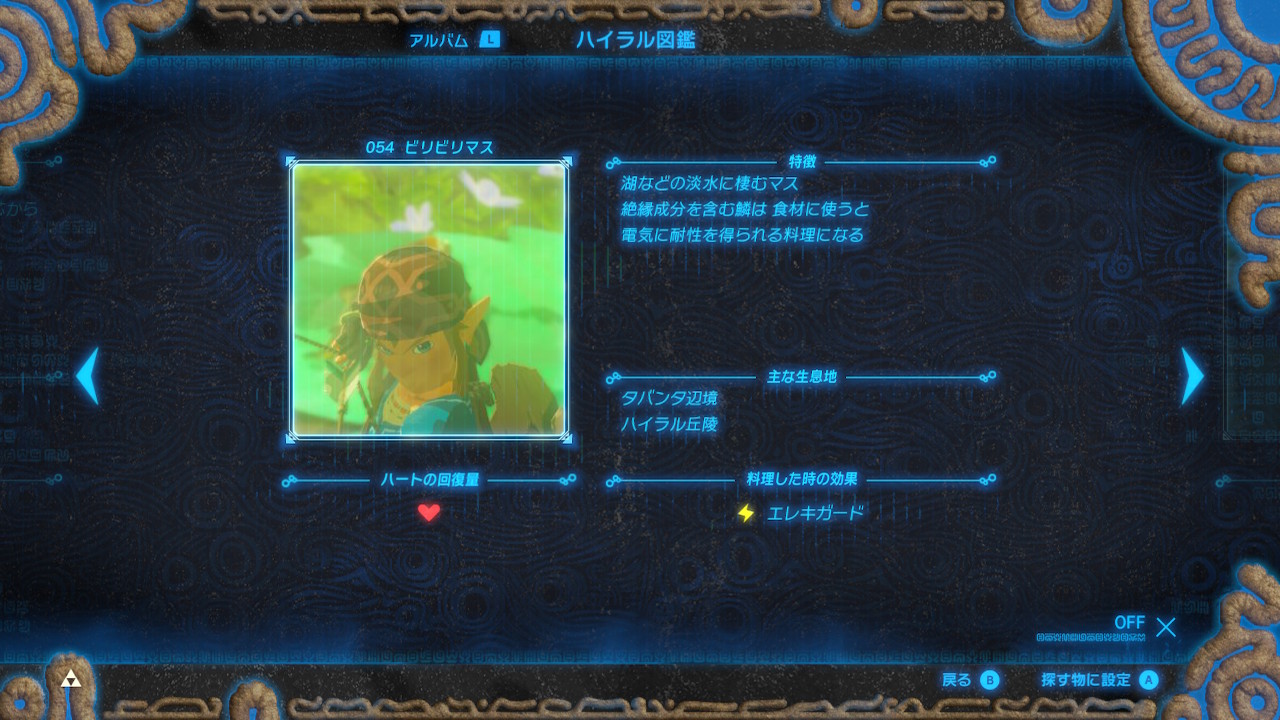 アルバム L
ハイラル図鑑
054 ビリビリマス
特徴
湖などの淡水に棲むマス
絶縁成分を含む鱗は 食材に使うと
電気に耐性を得られる料理になる
主な生息地
タバンタ辺境
ハイラル丘陵
ハートの回復量
料理した時の効果
エレキガード
OFF
戻る B
探す物に設定 A